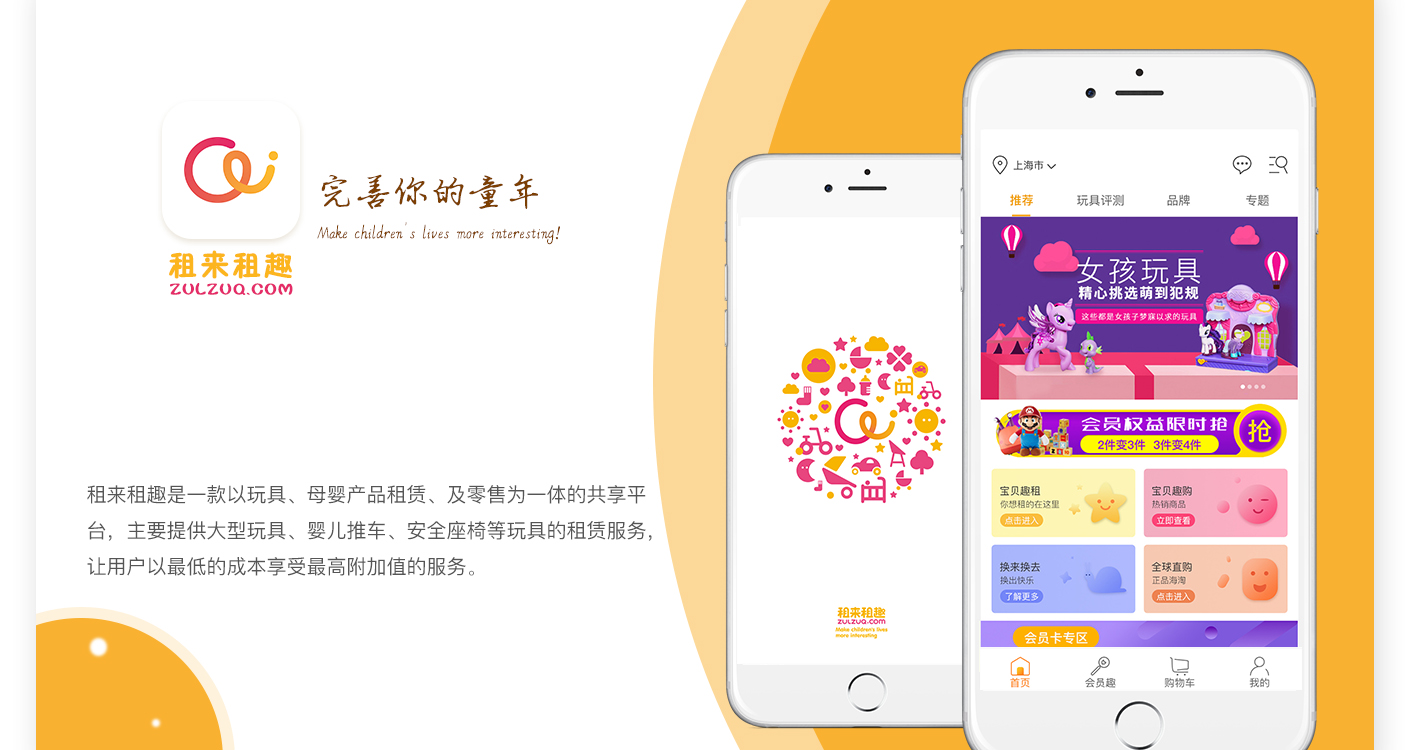 完善你的童年
Make children's lives more interesting!
租来租趣
ZULZUQ.COM
租来租趣是一款以玩具、母婴产品租赁、及零售为一体的共享平
台，主要提供大型玩具、婴儿推车、安全座椅等玩具的租赁服务，
让用户以最低的成本享受最高附加值的服务。
租来租趣
ZULZUQ.COM
Make children's lives
more interesting
上海市
推荐 玩具评测 品牌 专题
女孩玩具
精心挑选萌到犯规
这些都是女孩子梦寐以求的玩具
会员权益限时抢
2件变3件 3件变4件
抢
宝贝趣租
你想租的在这里
点击进入
宝贝趣购
热销商品
立即查看
换来换去
换出快乐
了解更多
全球直购
正品海淘
点击进入
会员卡专区
首页 会员趣 购物车 我的